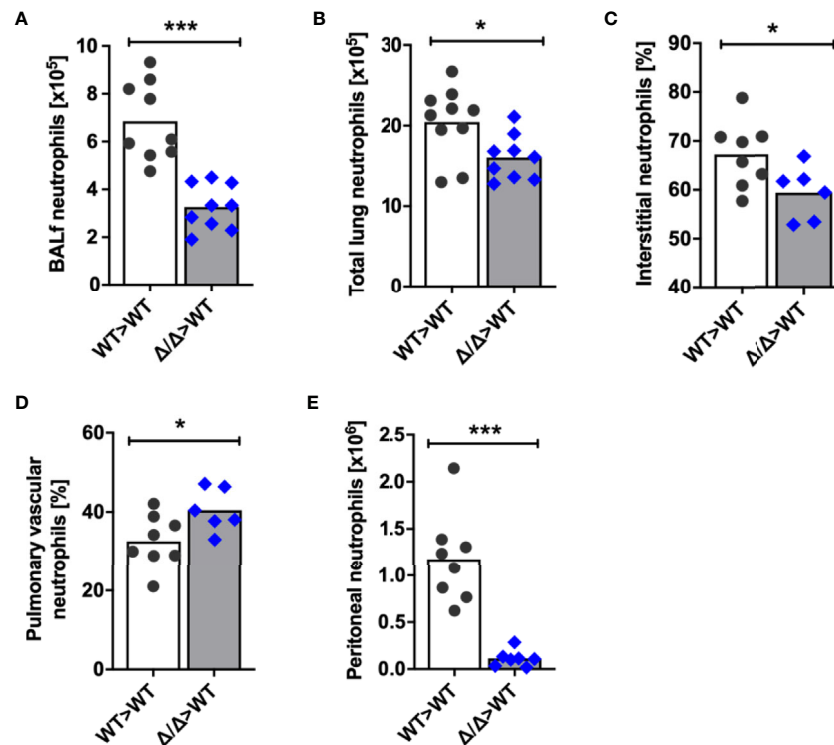 A
***
BALf neutrophils [x10⁵]
10
8
6
4
2
0
WT>WT
Δ/Δ>WT
B
*
Total lung neutrophils [x10⁵]
30
20
10
0
WT>WT
Δ/Δ>WT
C
*
Interstitial neutrophils [%]
90
80
70
60
50
40
WT>WT
Δ/Δ>WT
D
*
Pulmonary vascular
neutrophils [%]
60
40
20
0
WT>WT
Δ/Δ>WT
E
***
Peritoneal neutrophils [x10⁶]
2.5
2.0
1.5
1.0
0.5
0.0
WT>WT
Δ/Δ>WT